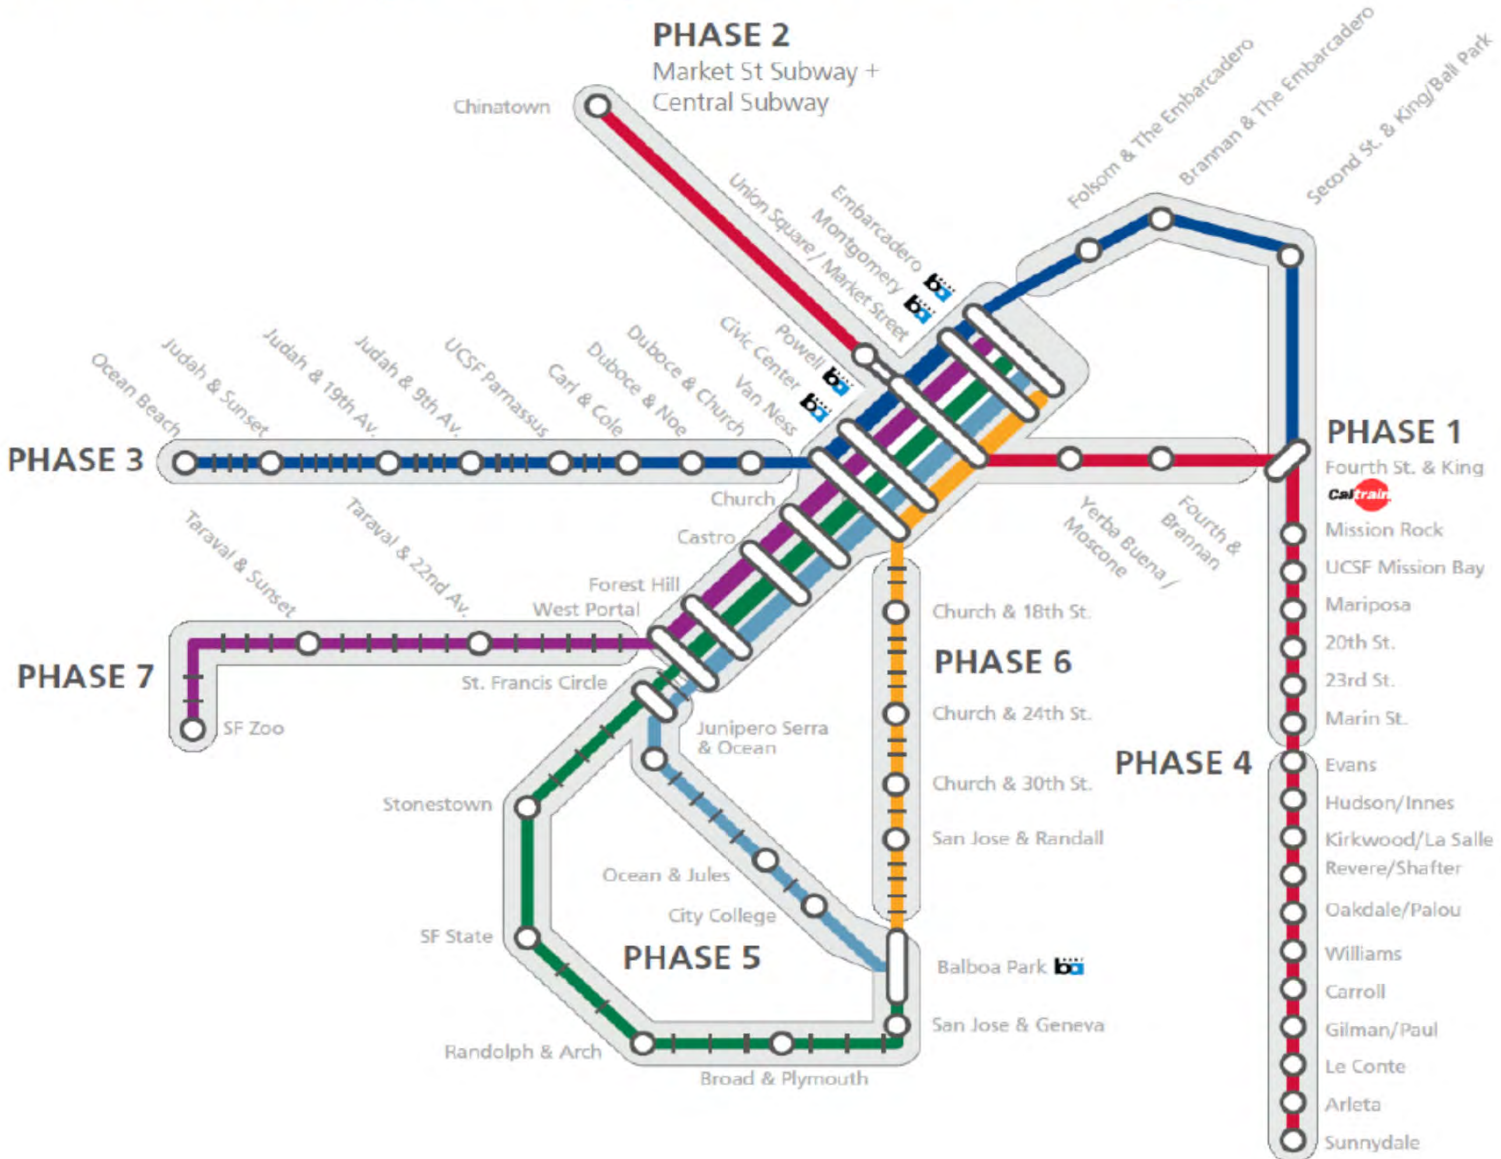 PHASE 2
Market St Subway +
Central Subway
Chinatown
Union Square/ Market Street
Montgomery
Embarcadero
Folsom & The Embarcadero
Brannan & The Embarcadero
Second St. & King/Ball Park
Powell
Civic Center
Van Ness
Duboce & Church
Duboce & Noe
Carl & Cole
UCSF Parnassus
Judah & 9th Av.
Judah & 19th Av.
Judah & Sunset
Ocean Beach
PHASE 3
PHASE 1
Fourth St. & King
Caltrain
Church
Castro
Forest Hill
West Portal
Yerba Buena /
Moscone
Fourth &
Brannan
Mission Rock
UCSF Mission Bay
Mariposa
20th St.
23rd St.
Marin St.
Taraval & Sunset
Taraval & 22nd Av.
St. Francis Circle
PHASE 7
SF Zoo
Church & 18th St.
PHASE 6
Church & 24th St.
Church & 30th St.
San Jose & Randall
Junipero Serra
& Ocean
Stonestown
Ocean & Jules
City College
SF State
PHASE 5
Balboa Park
ba
San Jose & Geneva
Randolph & Arch
Broad & Plymouth
PHASE 4
Evans
Hudson/Innes
Kirkwood/La Salle
Revere/Shafter
Oakdale/Palou
Williams
Carroll
Gilman/Paul
Le Conte
Arleta
Sunnydale